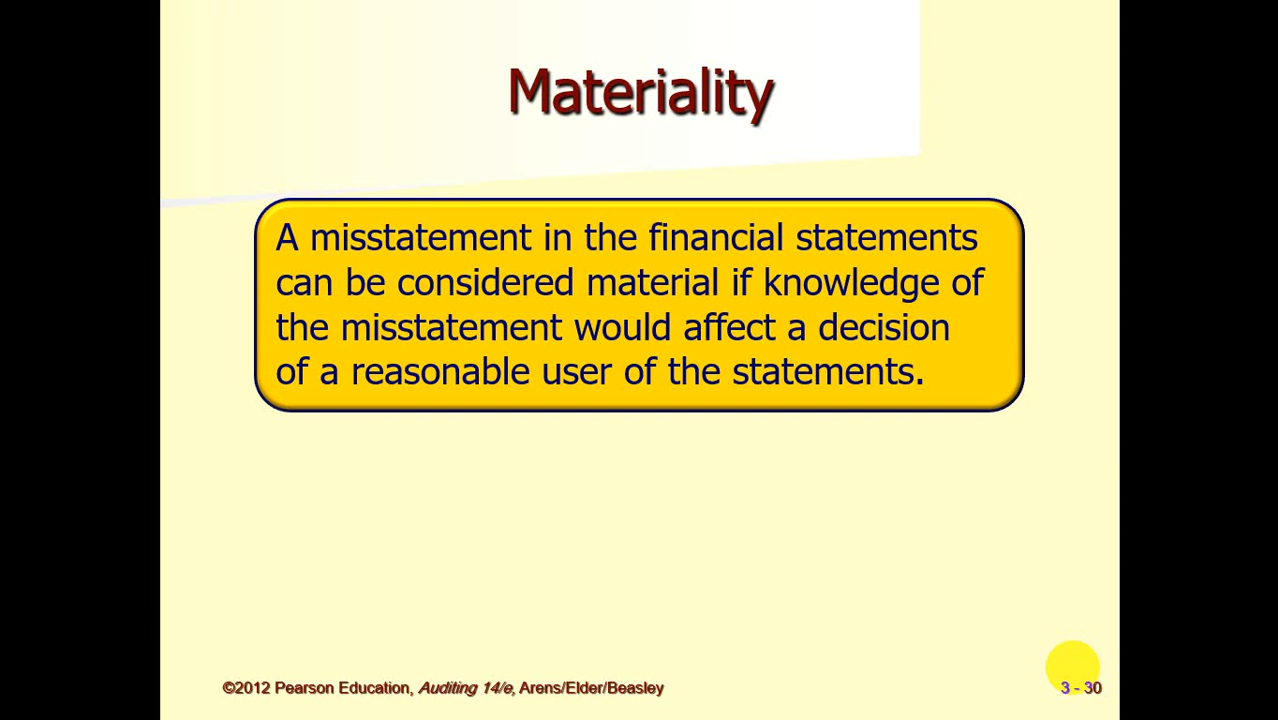 Materiality
A misstatement in the financial statements
can be considered material if knowledge of
the misstatement would affect a decision
of a reasonable user of the statements.
©2012 Pearson Education, Auditing 14/e, Arens/Elder/Beasley
3 - 30